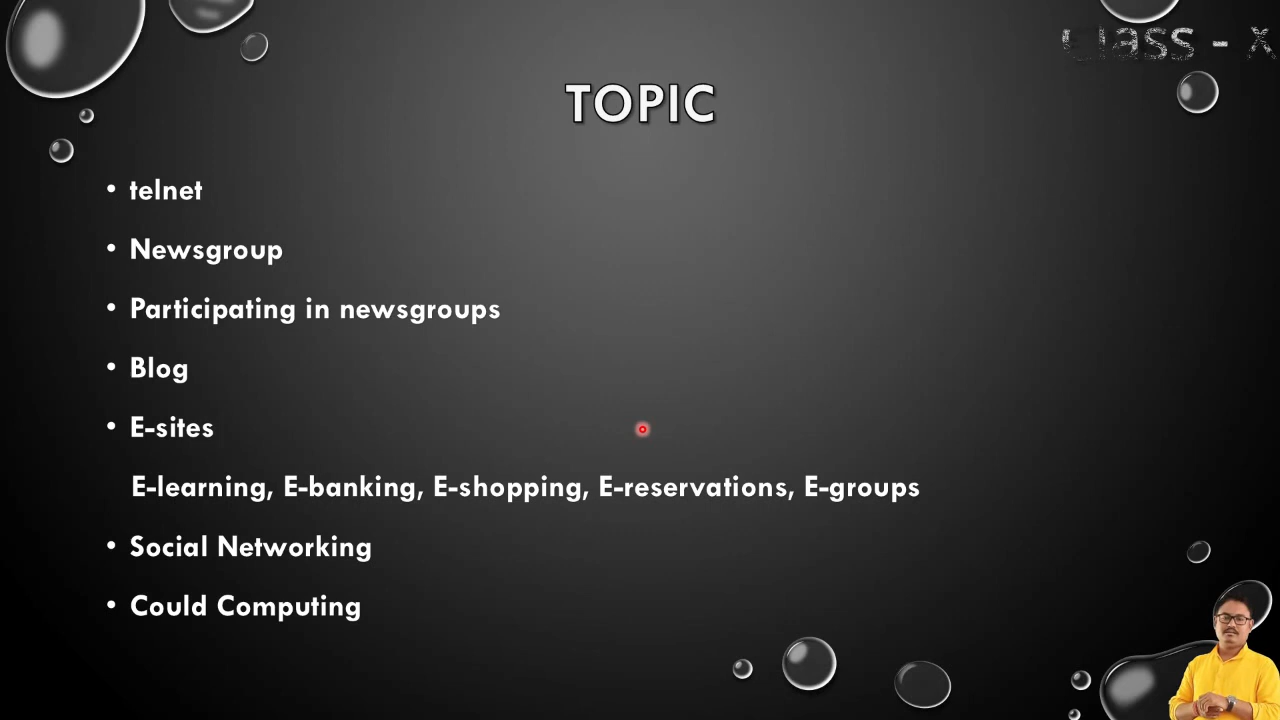 Class - X
TOPIC
• telnet
• Newsgroup
• Participating in newsgroups
• Blog
• E-sites
E-learning, E-banking, E-shopping, E-reservations, E-groups
• Social Networking
• Could Computing